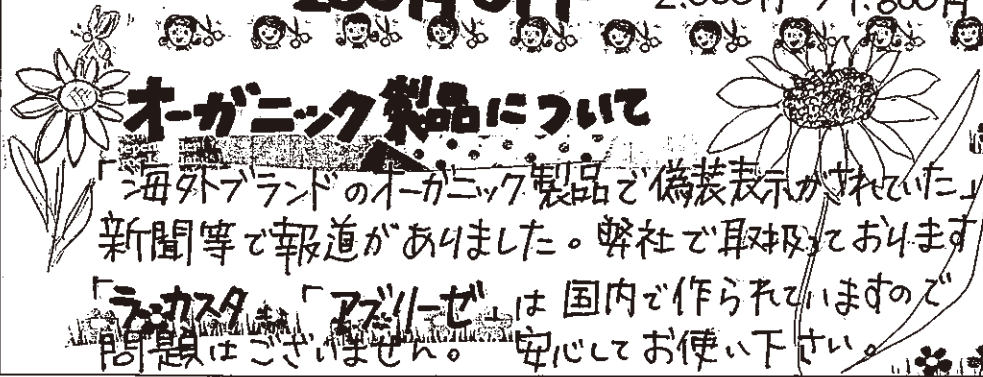 2.000円 → 1.800円
オーガニック製品について
「海外ブランドのオーガニック製品で偽装表示がされていた」
新聞等で報道がありました。弊社で取扱っております
「ラ・カスタ」「アブリーゼ」は国内で作られていますので
問題はございません。安心してお使い下さい。